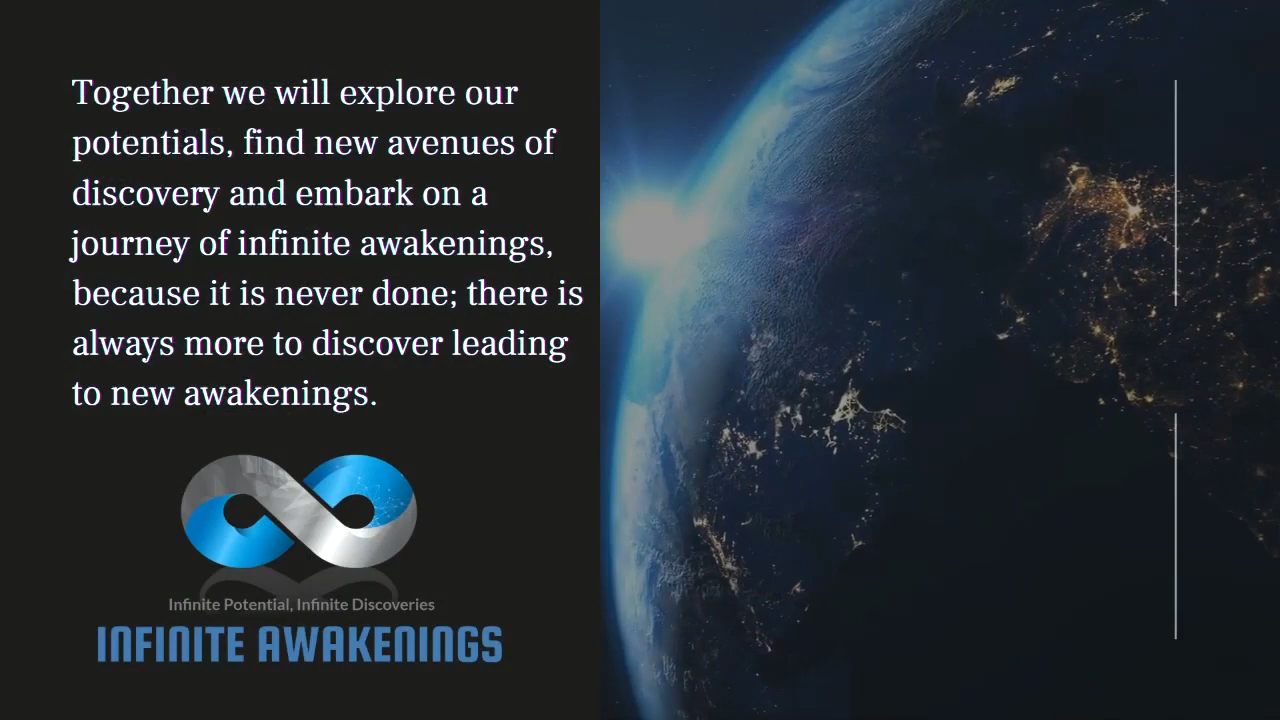 Together we will explore our
potentials, find new avenues of
discovery and embark on a
journey of infinite awakenings,
because it is never done; there is
always more to discover leading
to new awakenings.
Infinite Potential, Infinite Discoveries
INFINITE AWAKENINGS